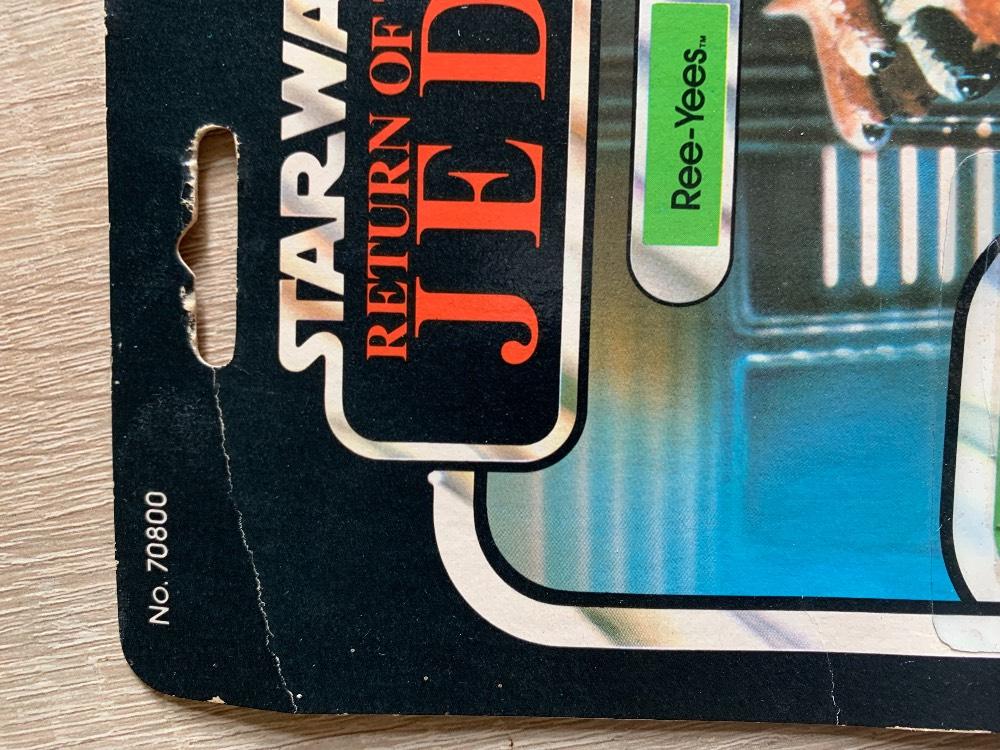 No. 70800
STAR WA
RETURN OF T
JED
Ree-Yees™